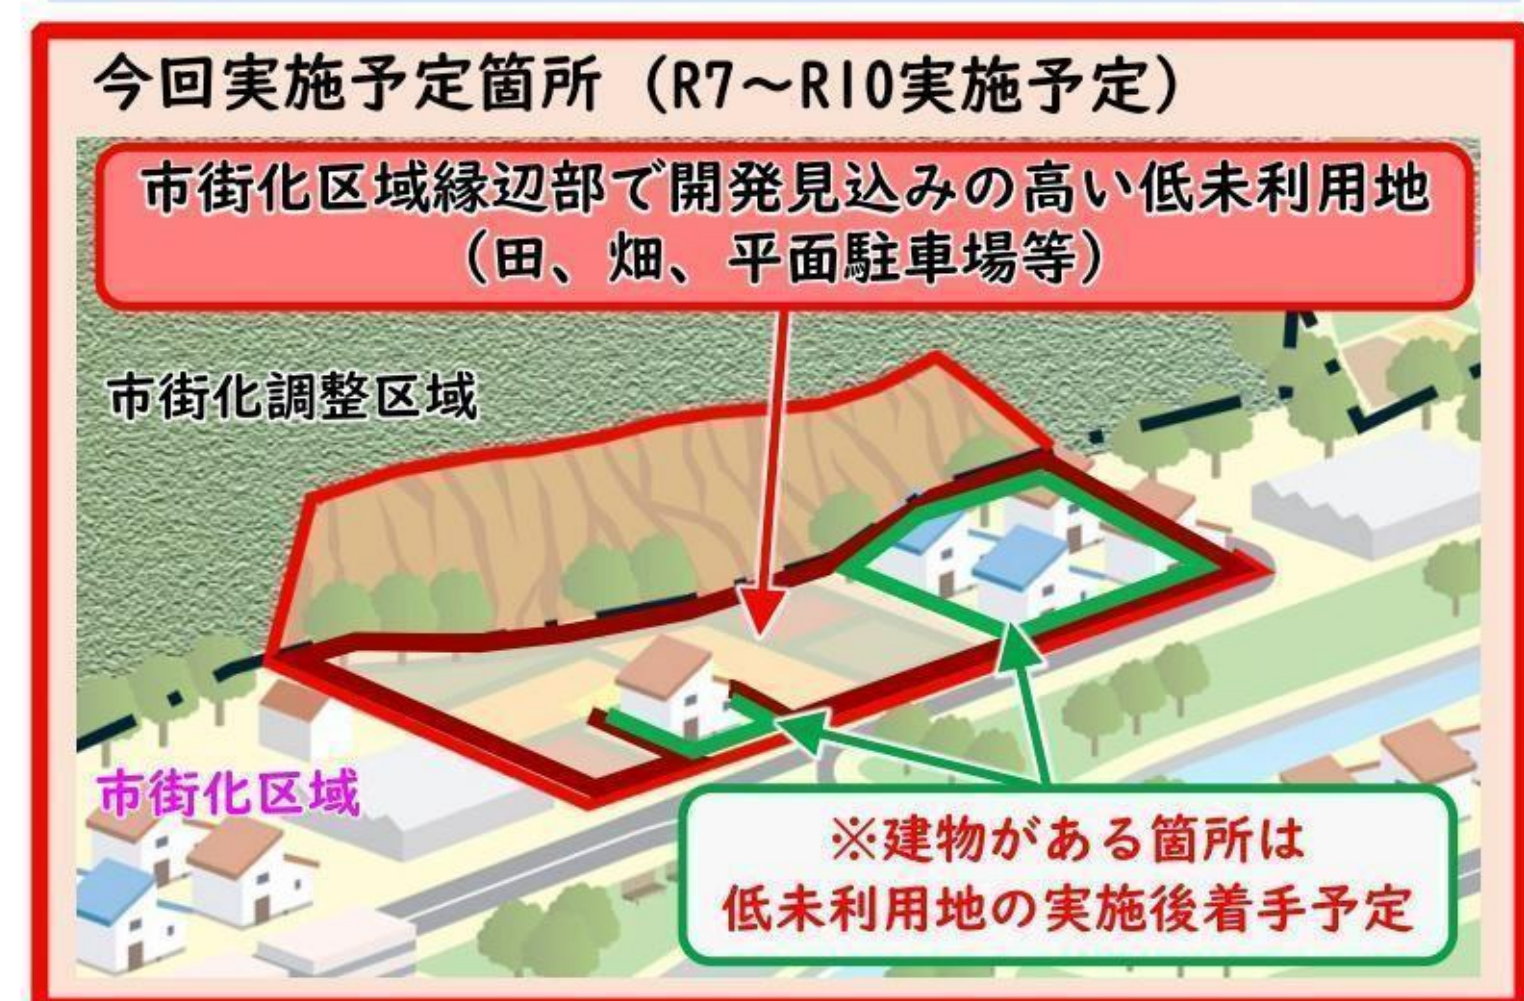 今回実施予定箇所（R7～R10実施予定）
市街化区域縁辺部で開発見込みの高い低未利用地
（田、畑、平面駐車場等）
市街化調整区域
市街化区域
※建物がある箇所は
低未利用地の実施後着手予定